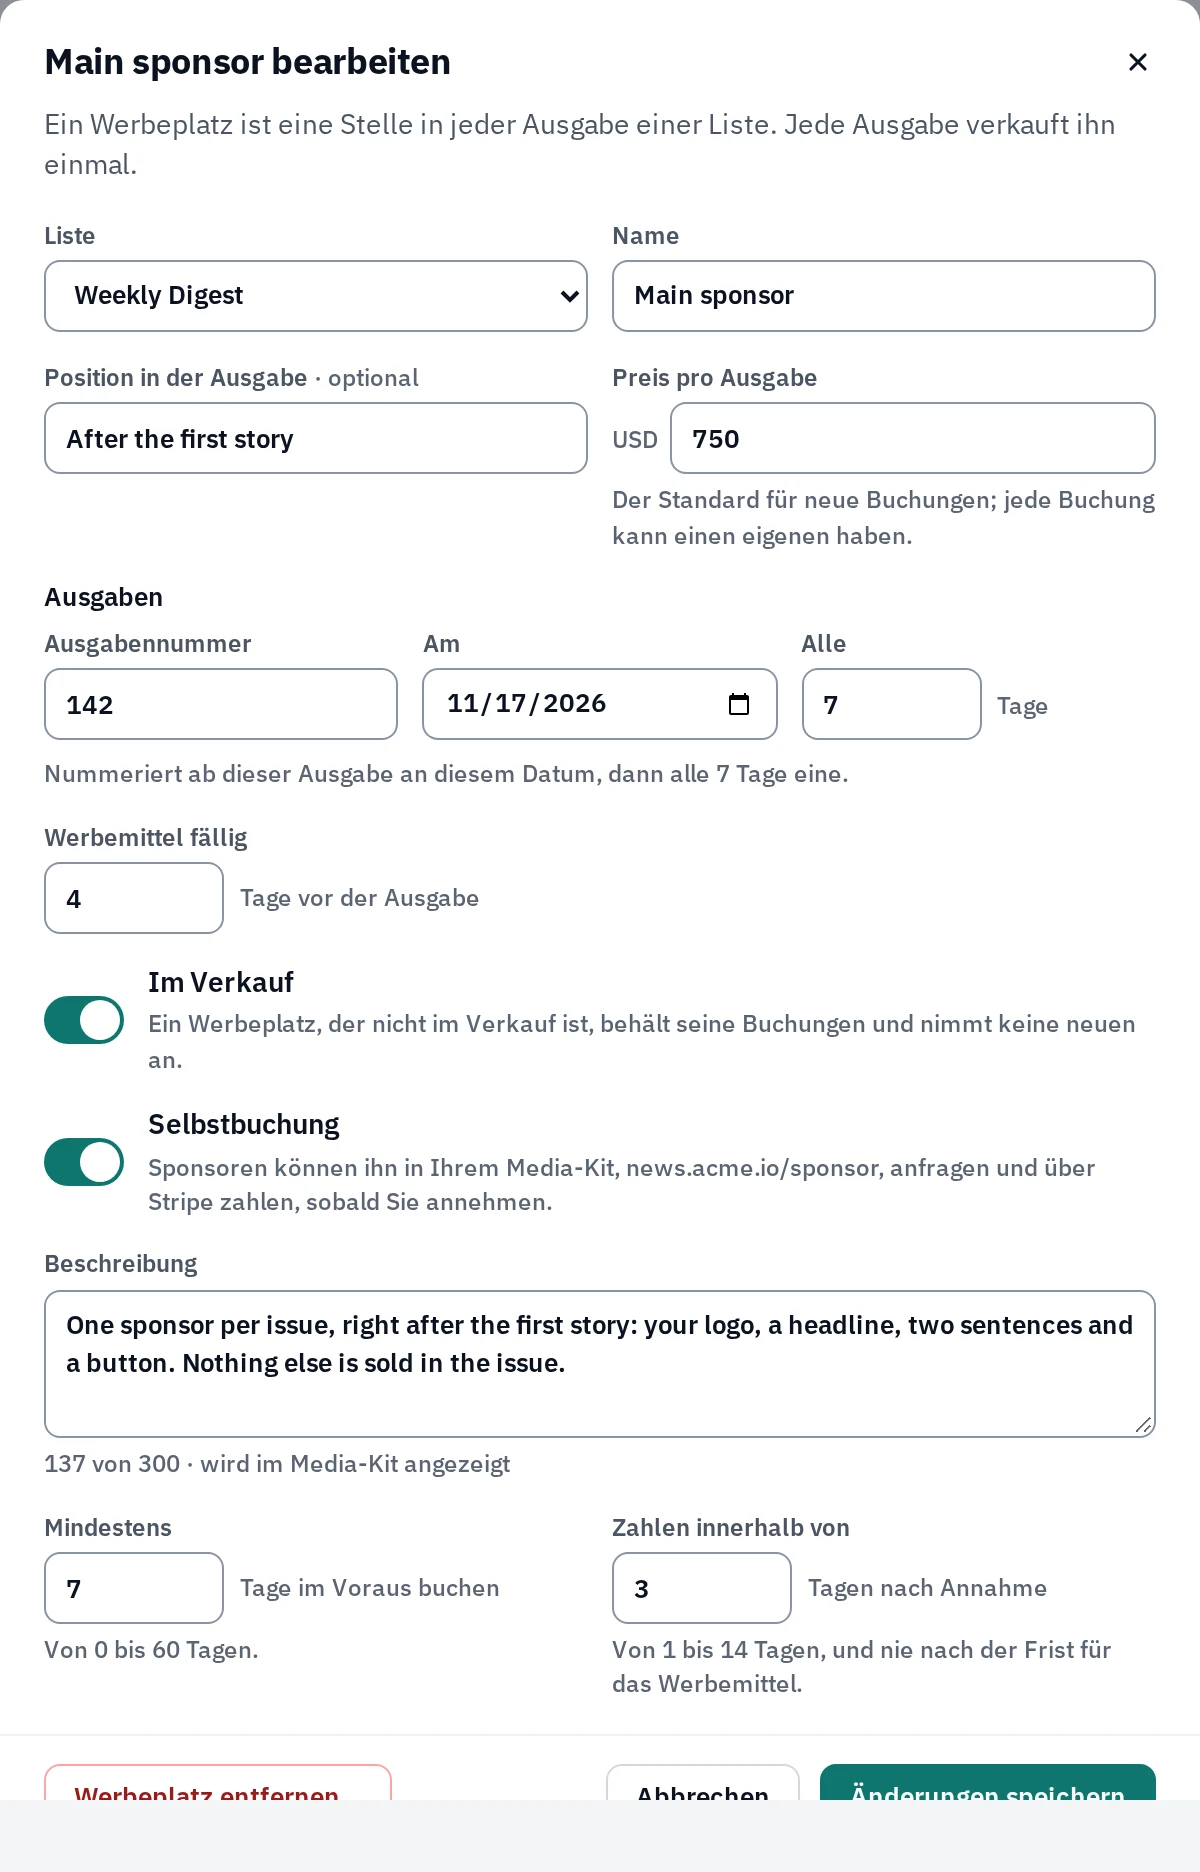 Main sponsor bearbeiten
Ein Werbeplatz ist eine Stelle in jeder Ausgabe einer Liste. Jede Ausgabe verkauft ihn
einmal.
Liste
Name
Weekly Digest
Main sponsor
Position in der Ausgabe · optional
Preis pro Ausgabe
After the first story
USD 750
Der Standard für neue Buchungen; jede Buchung
kann einen eigenen haben.
Ausgaben
Ausgabennummer
Am
Alle
142
11/17/2026
7 Tage
Nummeriert ab dieser Ausgabe an diesem Datum, dann alle 7 Tage eine.
Werbemittel fällig
4 Tage vor der Ausgabe
Im Verkauf
Ein Werbeplatz, der nicht im Verkauf ist, behält seine Buchungen und nimmt keine neuen
an.
Selbstbuchung
Sponsoren können ihn in Ihrem Media-Kit, news.acme.io/sponsor, anfragen und über
Stripe zahlen, sobald Sie annehmen.
Beschreibung
One sponsor per issue, right after the first story: your logo, a headline, two sentences and
a button. Nothing else is sold in the issue.
137 von 300 · wird im Media-Kit angezeigt
Mindestens
Zahlen innerhalb von
7 Tage im Voraus buchen
3 Tagen nach Annahme
Von 0 bis 60 Tagen.
Von 1 bis 14 Tagen, und nie nach der Frist für
das Werbemittel.
Werbeplatz entfernen
Abbrechen
Änderungen speichern